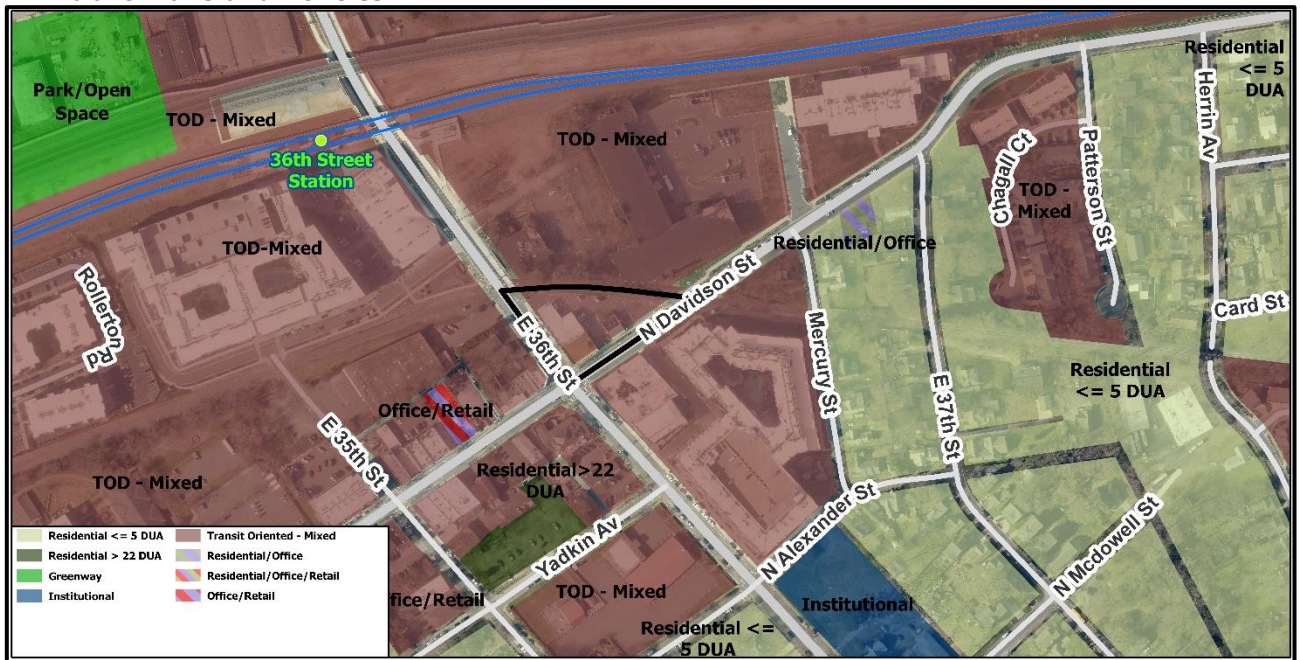 Park/Open
Space
TOD - Mixed
36th Street
Station
TOD - Mixed
Residential
<= 5
DUA
Herrin Av
Patterson St
Chagall Ct
TOD -
Mixed
TOD-Mixed
Residential/Office
N Davidson St
Rollerton
Rd
E 36th St
Mercury St
E 37th St
Card St
Residential
<= 5 DUA
Office/Retail
E 35th St
Residential>22
DUA
TOD - Mixed
Yadkin Av
N Alexander St
N Mcdowell St
TOD - Mixed
Institutional
fice/Retail
Residential <=
5 DUA
Residential <= 5 DUA
Residential > 22 DUA
Greenway
Institutional
Transit Oriented - Mixed
Residential/Office
Residential/Office/Retail
Office/Retail